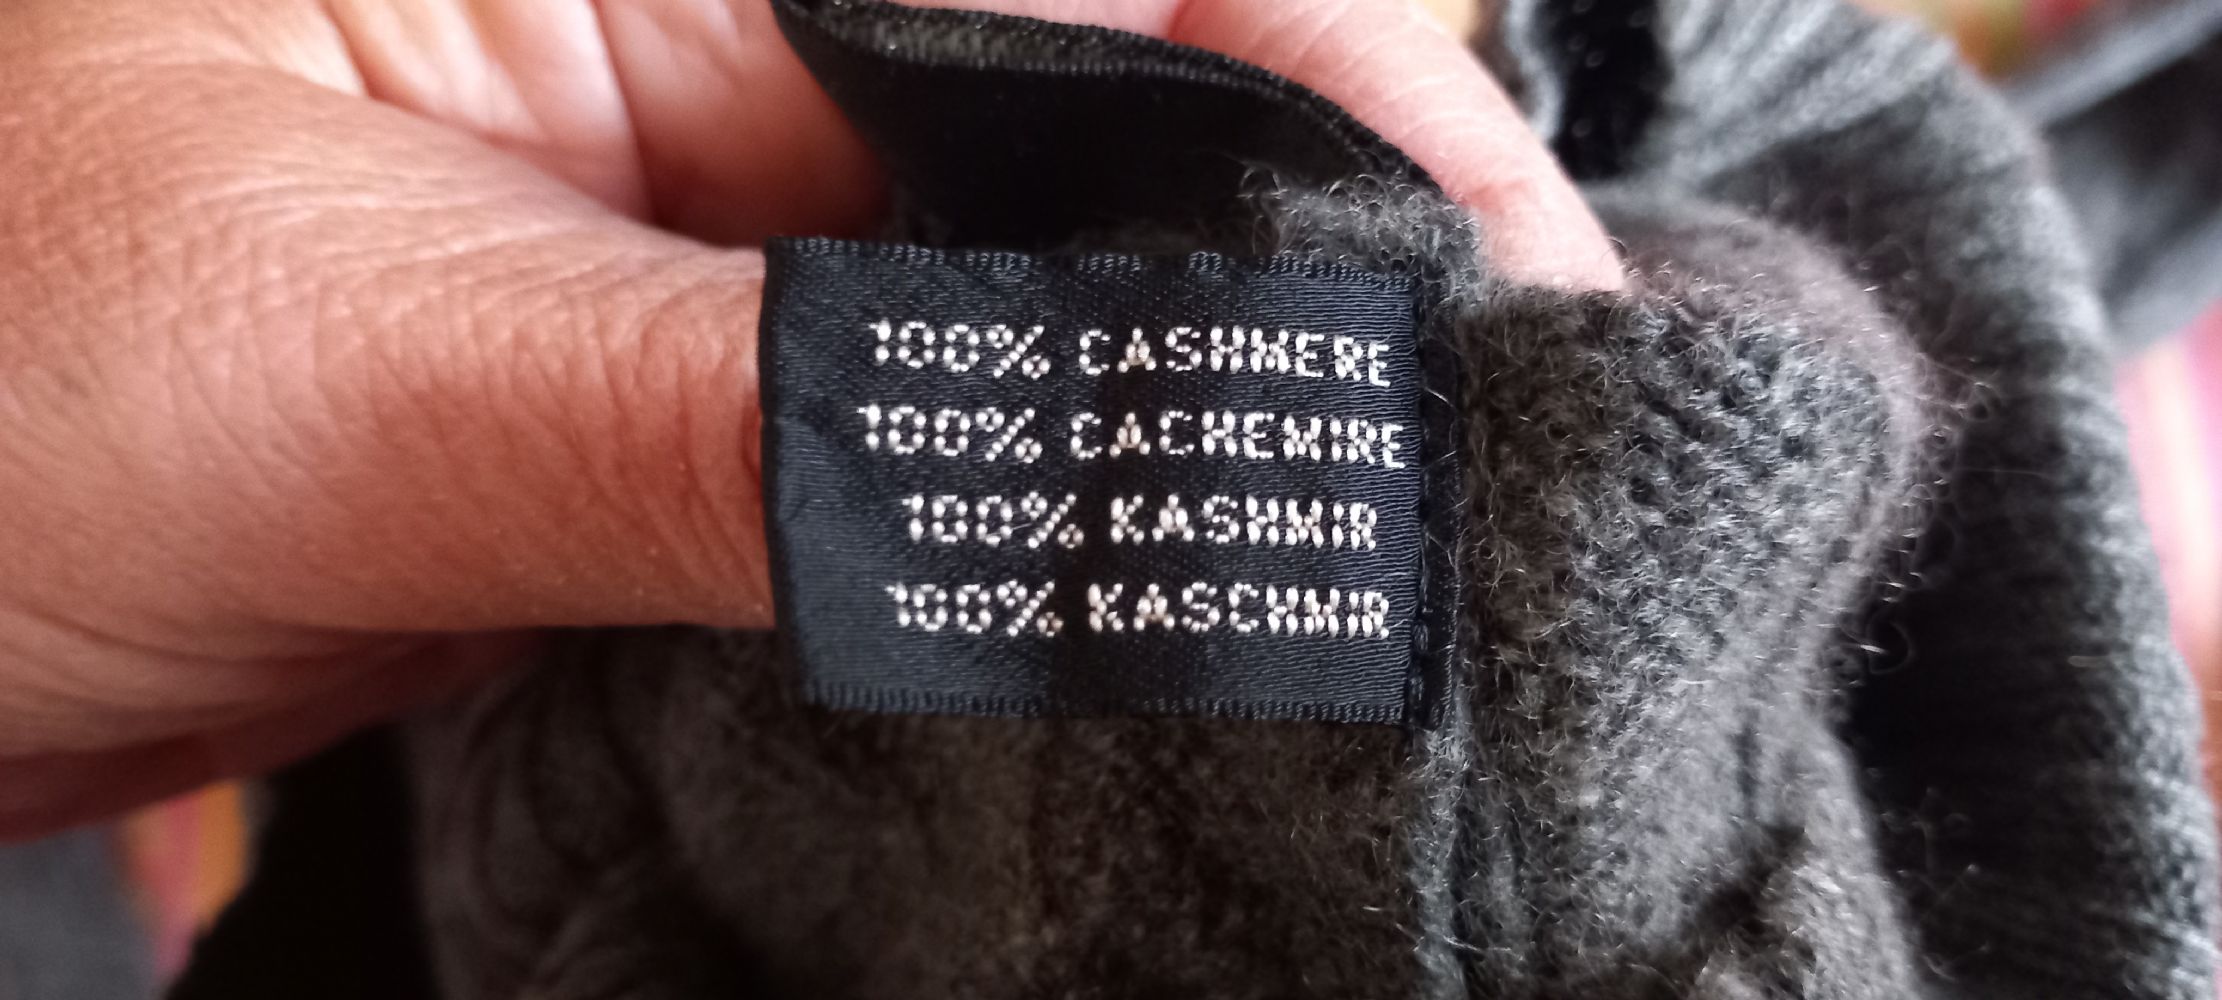 100% CASHMERE
100% CACHEMIRE
100% KASHMIR
100% KASCHMIR